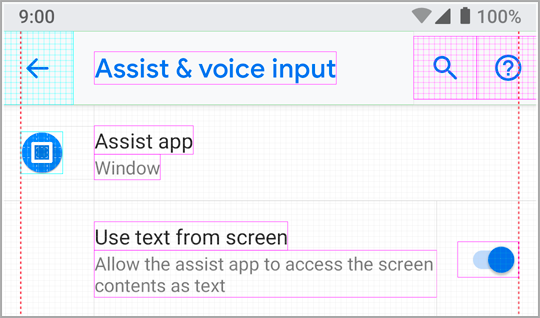 9:00
100%
Assist & voice input
Assist app
Window
Use text from screen
Allow the assist app to access the screen
contents as text